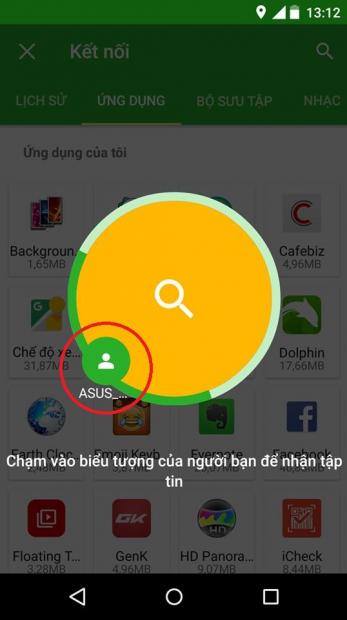 13:12
Kết nối
LỊCH SỬ ỨNG DỤNG BỘ SƯU TẬP NHẠC
Ứng dụng của tôi
Backgroun... Cafebiz
1,65MB 4,96MB
Chế độ xe... Dolphin
31,87MB 17,66MB
ASUS_...
Earth Cloc... Emoji Keyb... Evernote Facebook
Chạm vào biểu tượng của người bạn để nhận tập
tin
Floating T... GenK HD Panora... iCheck
3,28MB 4,96MB 9,07MB 8,44MB